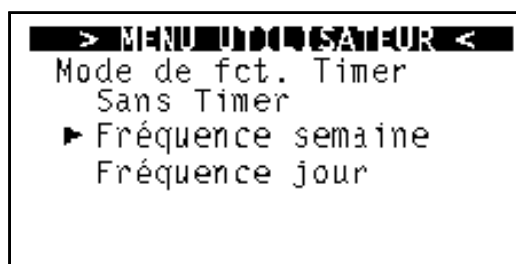 > MENU UTILISATEUR <
Mode de fct. Timer
Sans Timer
► Fréquence semaine
Fréquence jour